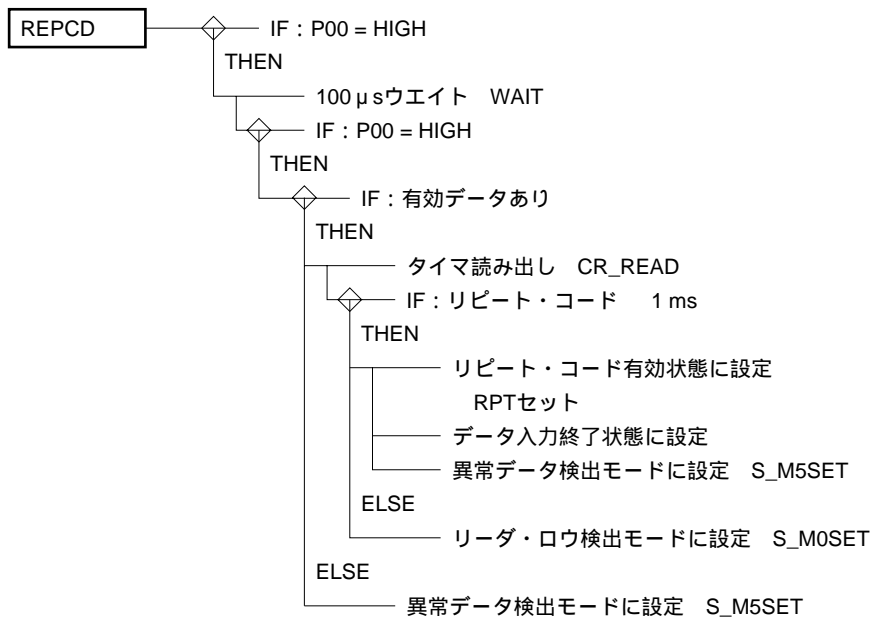 REPCD IF : P00 = HIGH
THEN
100 μsウエイト WAIT
IF : P00 = HIGH
THEN
IF : 有効データあり
THEN
タイマ読み出し CR_READ
IF : リピート・コード 1 ms
THEN
リピート・コード有効状態に設定
RPTセット
データ入力終了状態に設定
異常データ検出モードに設定 S_M5SET
ELSE
リーダ・ロウ検出モードに設定 S_M0SET
ELSE
異常データ検出モードに設定 S_M5SET